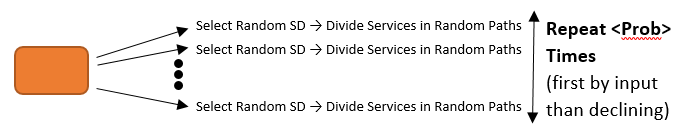 Select Random SD → Divide Services in Random Paths
Select Random SD → Divide Services in Random Paths
Select Random SD → Divide Services in Random Paths
Repeat <Prob>
Times
(first by input
than declining)